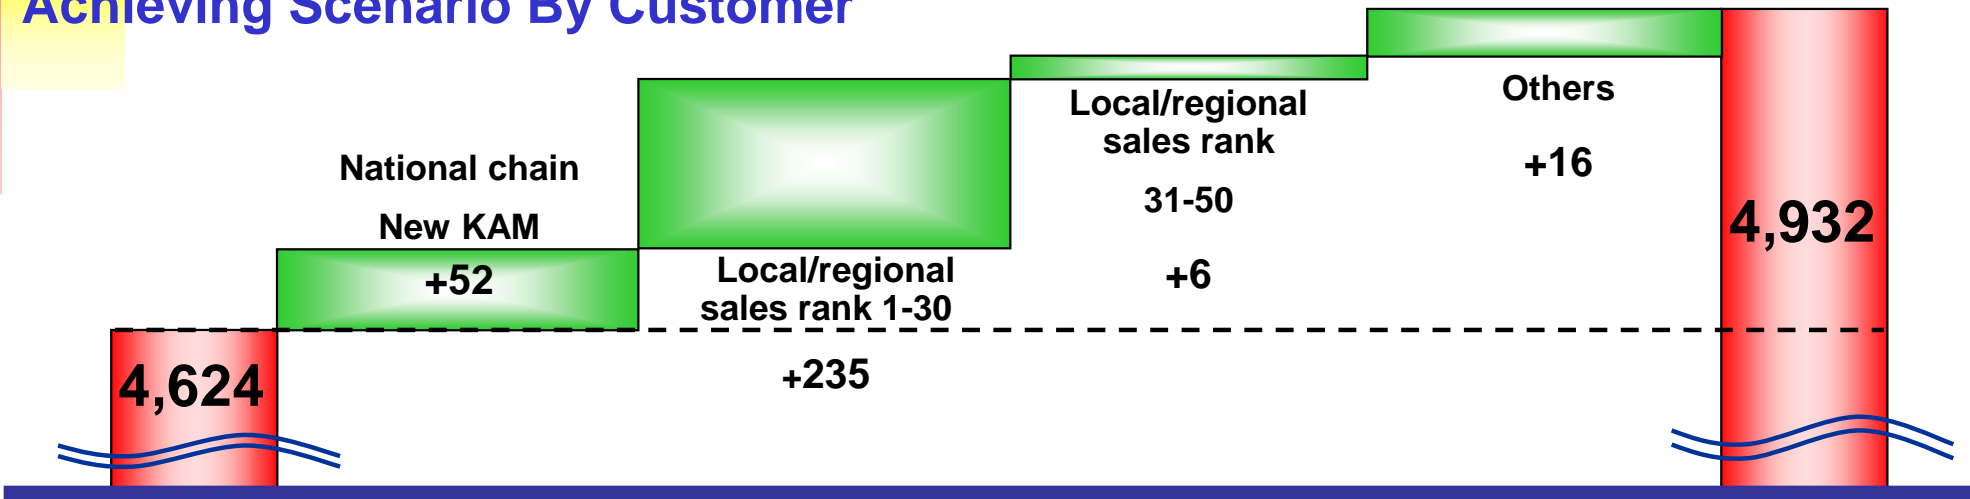 Achieving Scenario By Customer
National chain
New KAM
+52
Local/regional
sales rank 1-30
+235
Local/regional
sales rank
31-50
+6
Others
+16
4,624
4,932